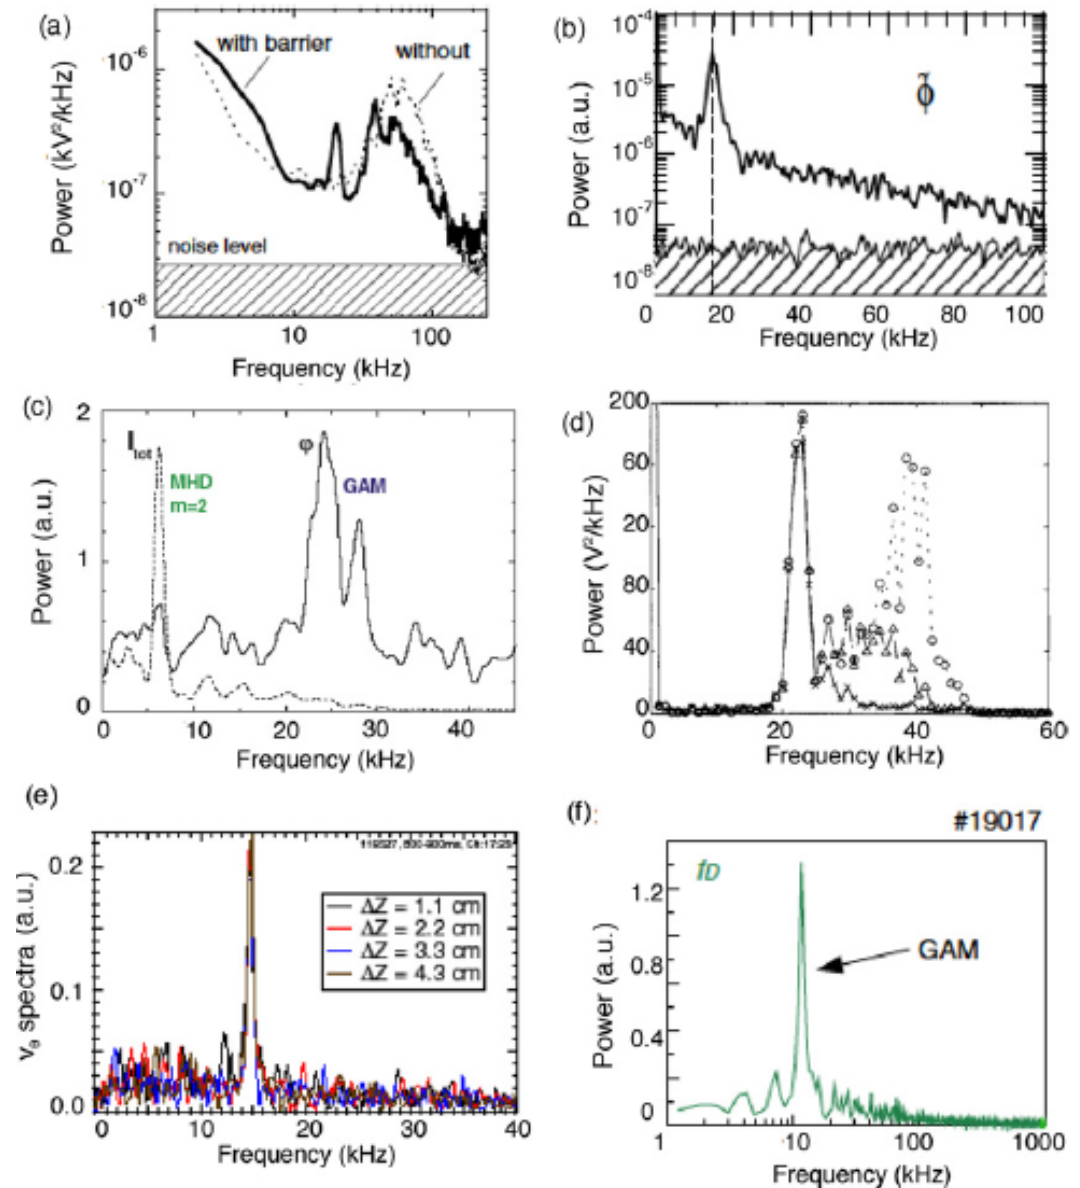 (a)
with barrier
without
noise level
Power (kV²/kHz)
10⁻⁶
10⁻⁷
10⁻⁸
1
10
100
Frequency (kHz)
(b)
ϕ̃
Power (a.u.)
10⁻⁴
10⁻⁵
10⁻⁶
10⁻⁷
10⁻⁸
0 20 40 60 80 100
Frequency (kHz)
(c)
I_tot
MHD
m=2
φ
GAM
Power (a.u.)
2
1
0
0 10 20 30 40
Frequency (kHz)
(d)
Power (V²/kHz)
200
60
20
80
40
0
0 20 40 60
Frequency (kHz)
(e)
ΔZ = 1.1 cm
ΔZ = 2.2 cm
ΔZ = 3.3 cm
ΔZ = 4.3 cm
v_θ spectra (a.u.)
0.2
0.1
0.0
0 10 20 30 40
Frequency (kHz)
(f) :
#19017
f_D
GAM
Power (a.u.)
1.2
0.8
0.4
0
1 10 100 1000
Frequency (kHz)